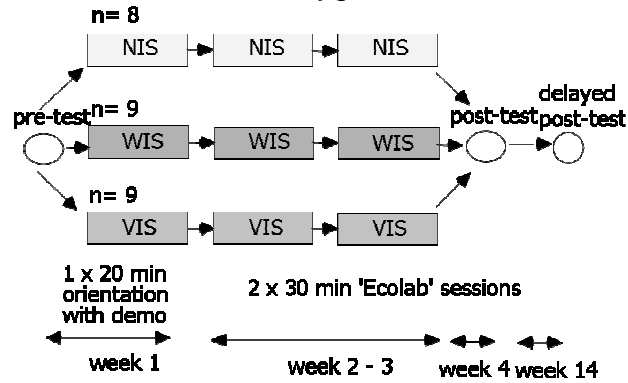 n= 8
NIS NIS NIS
pre-test
n= 9
WIS WIS WIS
post-test
delayed
post-test
n= 9
VIS VIS VIS
1 x 20 min
orientation
with demo
2 x 30 min 'Ecolab' sessions
week 1
week 2 - 3
week 4
week 14